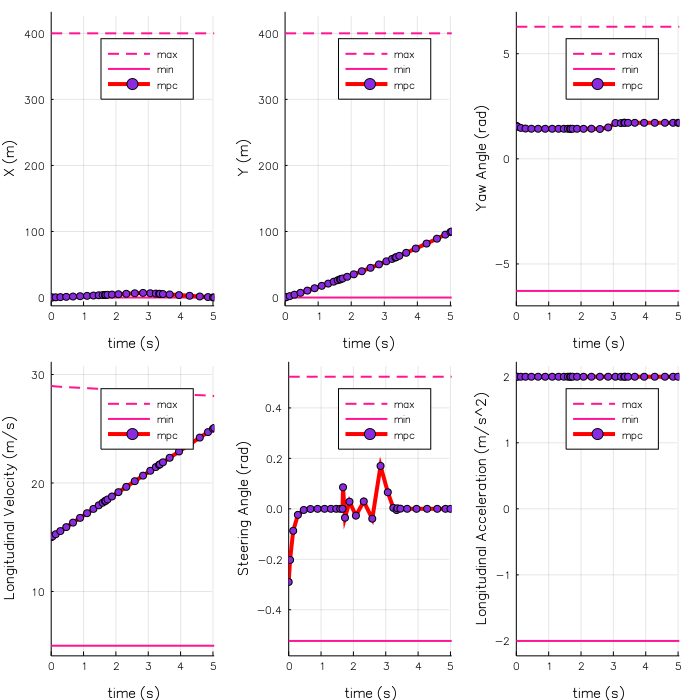 400
300
200
100
0
X (m)
max
min
mpc
0 1 2 3 4 5
time (s)
400
300
200
100
0
Y (m)
max
min
mpc
0 1 2 3 4 5
time (s)
5
0
−5
Yaw Angle (rad)
max
min
mpc
0 1 2 3 4 5
time (s)
30
20
10
Longitudinal Velocity (m/s)
max
min
mpc
0 1 2 3 4 5
time (s)
0.4
0.2
0.0
−0.2
−0.4
Steering Angle (rad)
max
min
mpc
0 1 2 3 4 5
time (s)
2
1
0
−1
−2
Longitudinal Acceleration (m/s^2)
max
min
mpc
0 1 2 3 4 5
time (s)